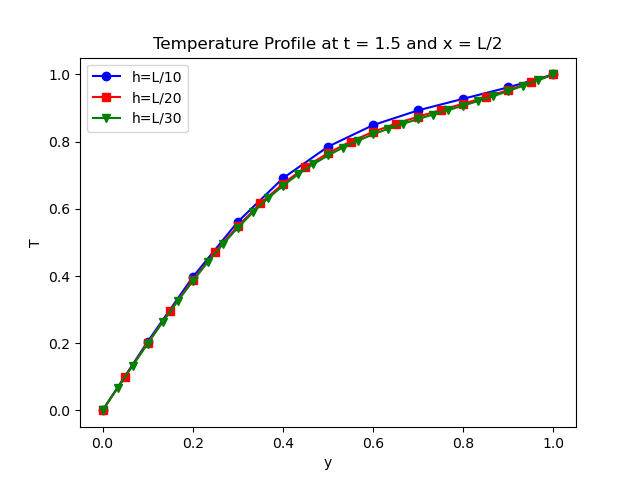 Temperature Profile at t = 1.5 and x = L/2
h=L/10
h=L/20
h=L/30
T
1.0
0.8
0.6
0.4
0.2
0.0
0.0 0.2 0.4 0.6 0.8 1.0
y